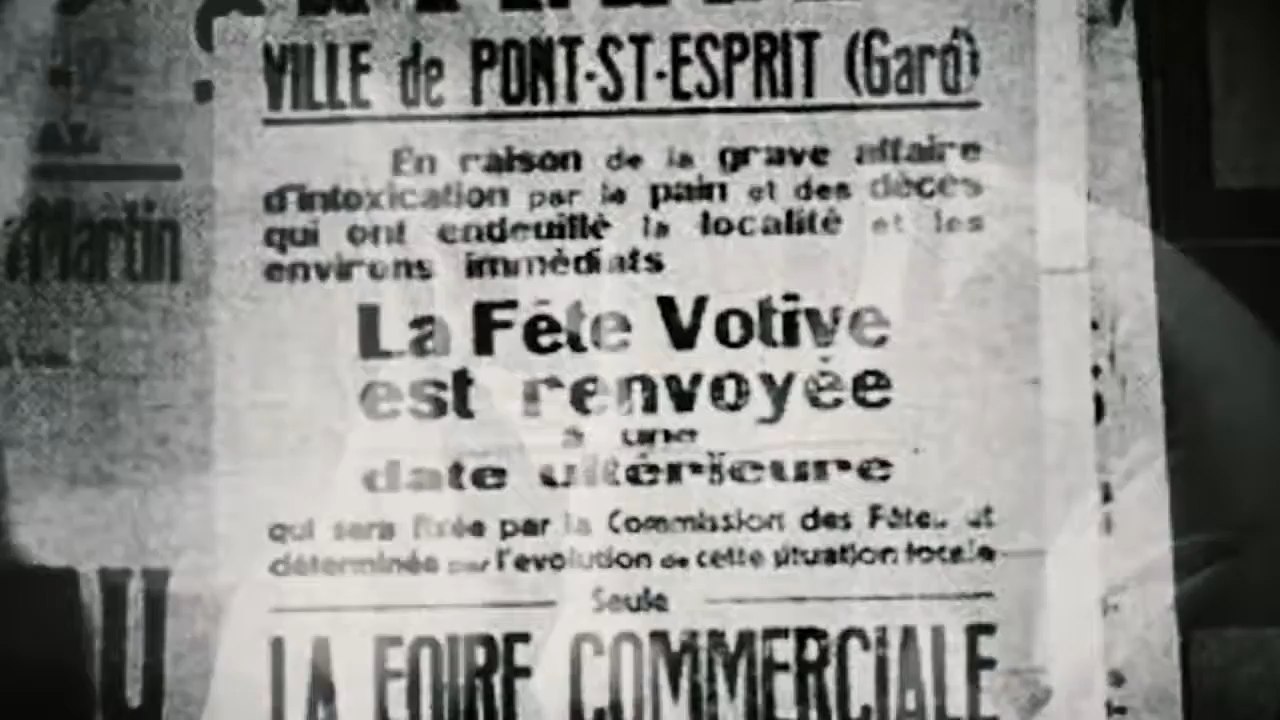 VILLE de PONT-ST-ESPRIT (Gard)
En raison de la grave affaire
d'intoxication par le pain et des décès
qui ont endeuillé la localité et les
environs immédiats
La Fête Votive
est renvoyée
à une
date ultérieure
qui sera fixée par la Commission des Fêtes et
déterminée par l'evolution de cette situation locale
Seule
LA FOIRE COMMERCIALE
Martin